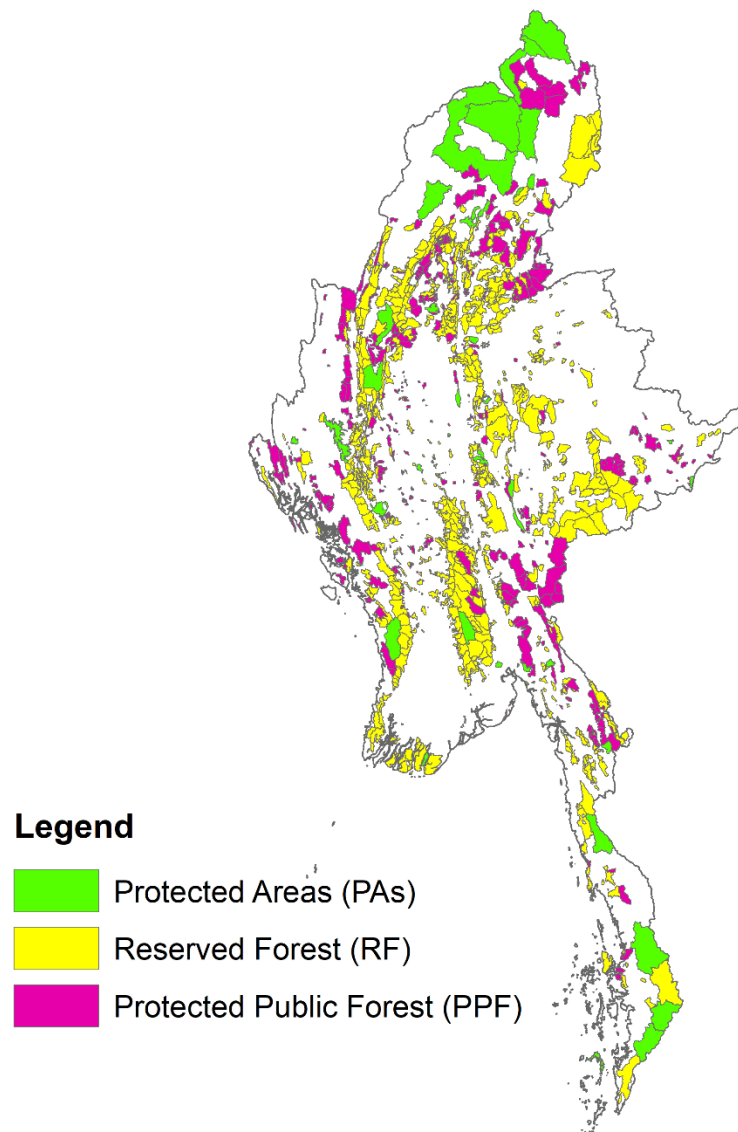 Legend
Protected Areas (PAs)
Reserved Forest (RF)
Protected Public Forest (PPF)